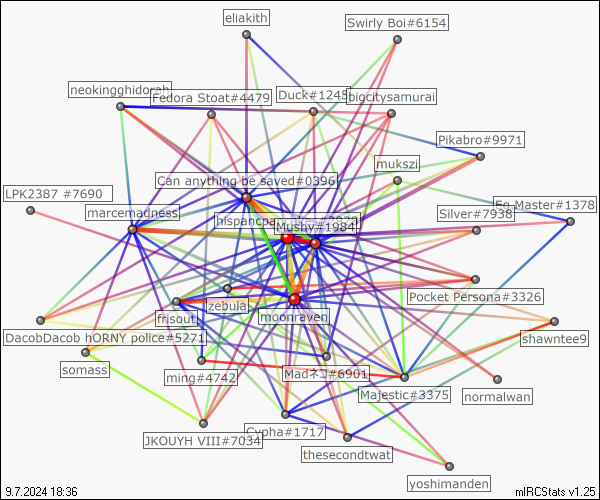 eliakith
Swirly Boi#6154
neokingghidorah
Fedora Stoat#4479
Duck#1245
bigcitysamurai
Pikabro#9971
mukszi
Can anything be saved#0396
LPK2387 #7690
marcemadness
Mushy#1984
Silver#7938
Eg Master#1378
zebula
Pocket Persona#3326
frisout
moonraven
DacobDacob hORNY police#5271
shawntee9
somass
ming#4742
Madネコ#6901
Majestic#3375
normalwan
JKOUYH VIII#7034
Cypha#1717
thesecondtwat
yoshimanden
9.7.2024 18:36
mIRCStats v1.25